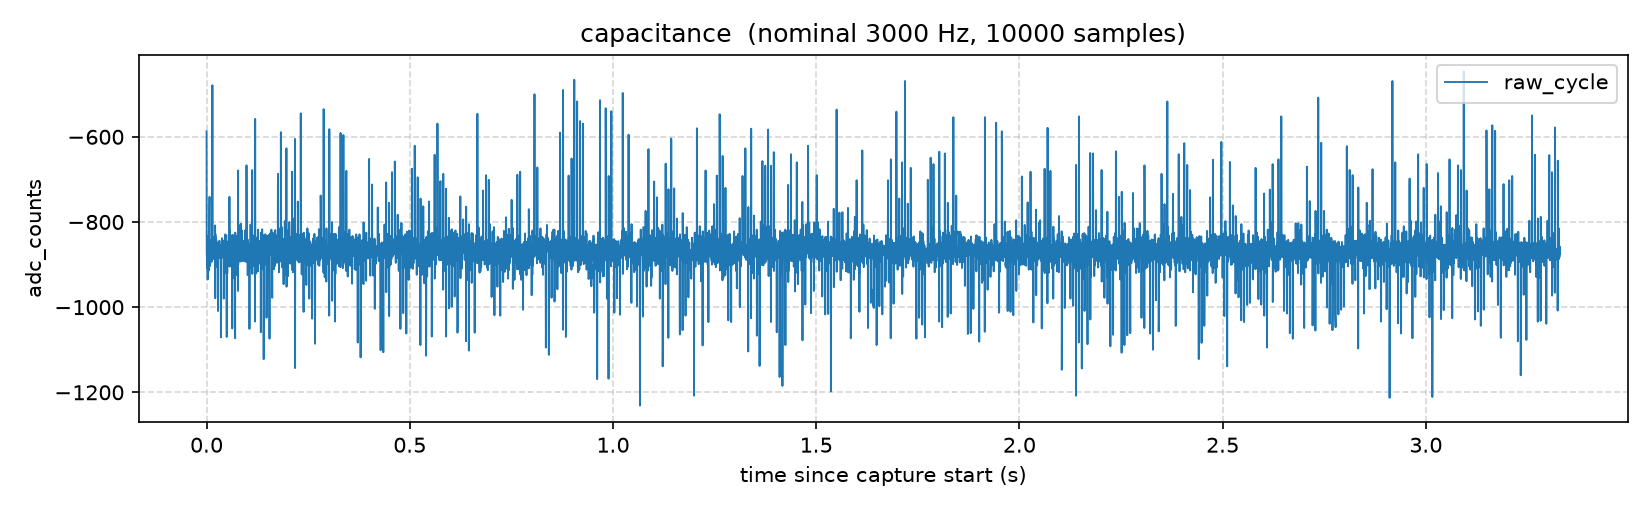 capacitance  (nominal 3000 Hz, 10000 samples)
raw_cycle
adc_counts
−600
−800
−1000
−1200
0.0 0.5 1.0 1.5 2.0 2.5 3.0
time since capture start (s)